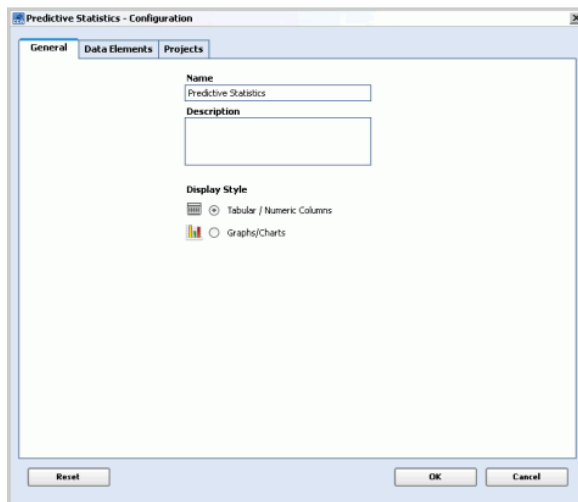 Predictive Statistics - Configuration
General Data Elements Projects
Name
Predictive Statistics
Description
Display Style
Tabular / Numeric Columns
Graphs/Charts
Reset OK Cancel